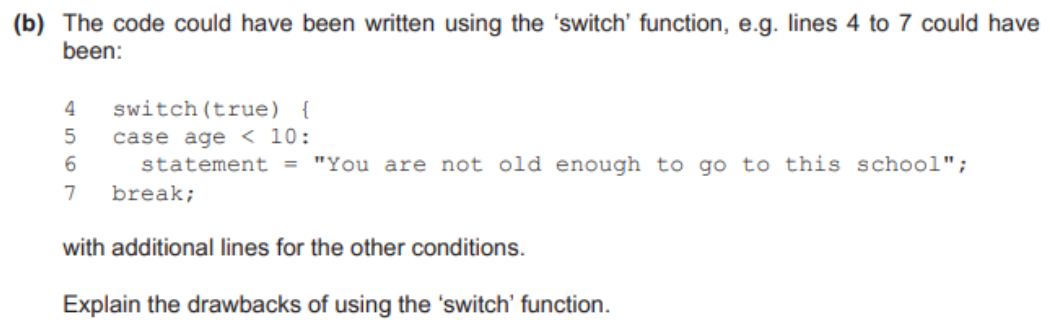 (b) The code could have been written using the ‘switch’ function, e.g. lines 4 to 7 could have
been:
4 switch(true) {
5 case age < 10:
6 statement = "You are not old enough to go to this school";
7 break;
with additional lines for the other conditions.
Explain the drawbacks of using the ‘switch’ function.